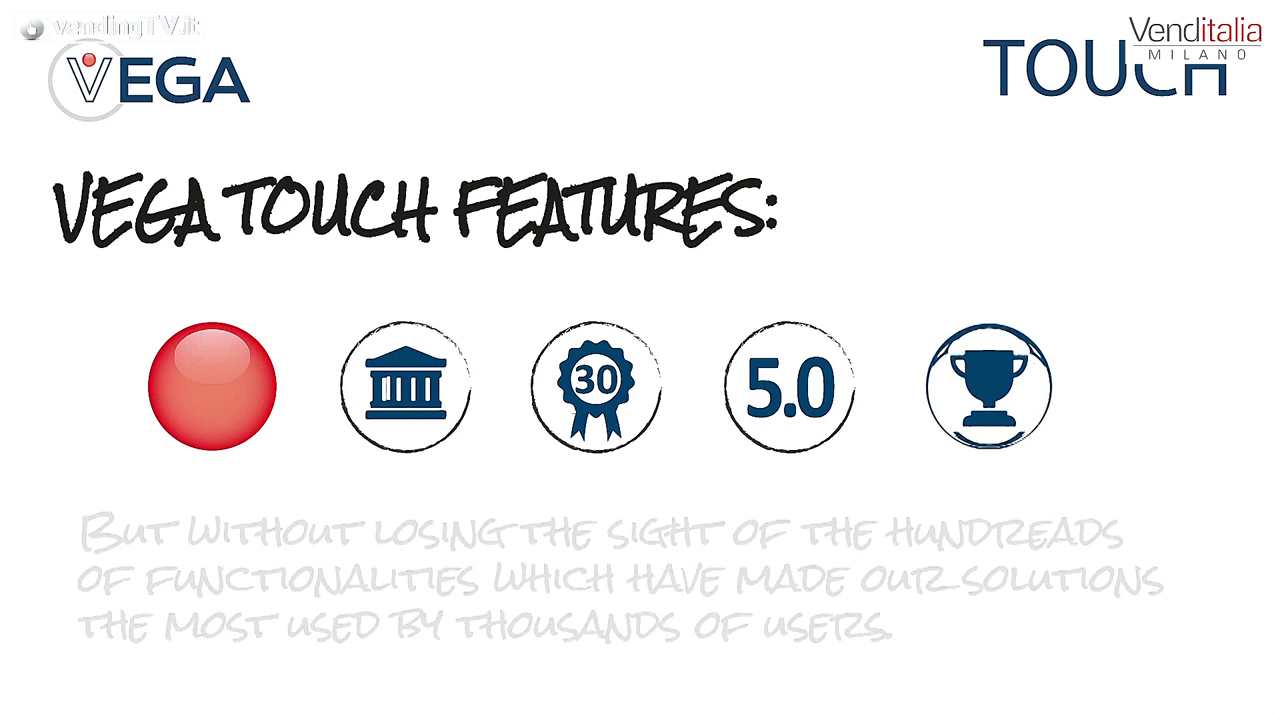 vendingTV.it
VEGA
TOUCH
Venditalia
MILANO
VEGA TOUCH FEATURES:
30
5.0
BUT WITHOUT LOSING THE SIGHT OF THE HUNDREADS
OF FUNCTIONALITIES WHICH HAVE MADE OUR SOLUTIONS
THE MOST USED BY THOUSANDS OF USERS.